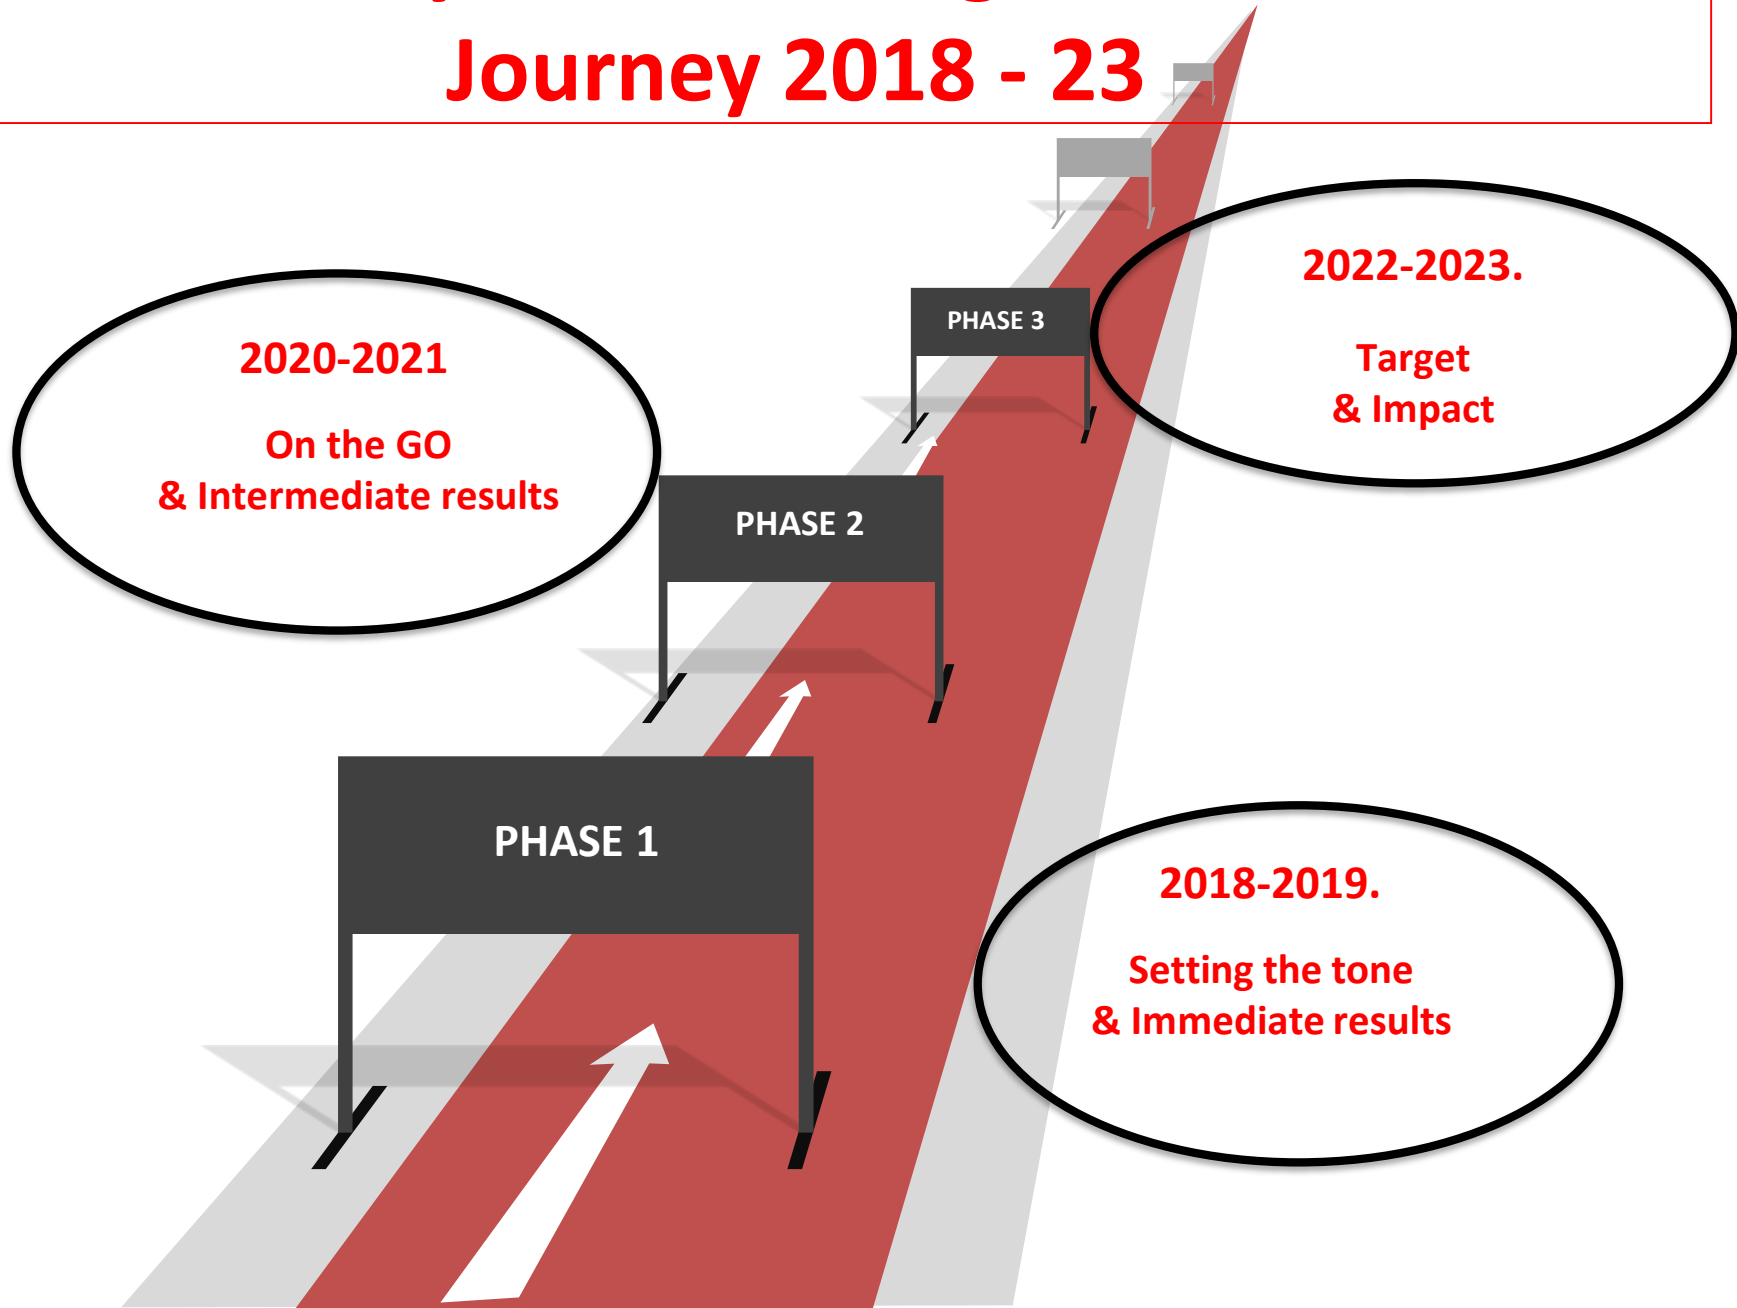 Journey 2018 - 23
2022-2023.
Target
& Impact
PHASE 3
2020-2021
On the GO
& Intermediate results
PHASE 2
PHASE 1
2018-2019.
Setting the tone
& Immediate results